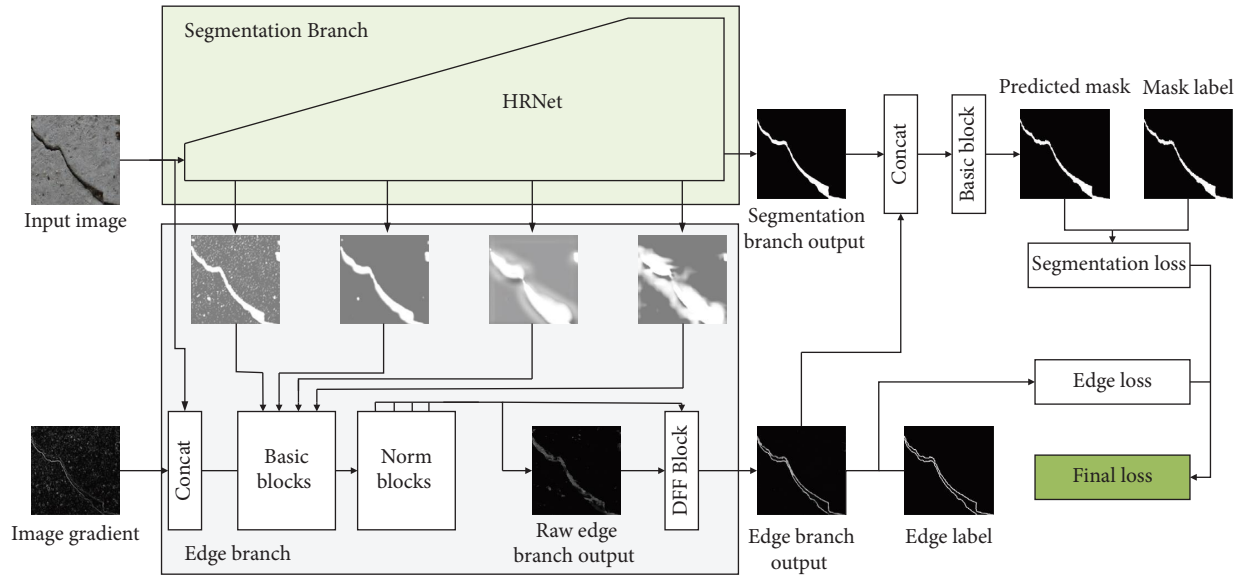 Segmentation Branch
HRNet
Input image
Segmentation
branch output
Concat
Basic block
Predicted mask
Mask label
Segmentation loss
Edge loss
Final loss
Image gradient
Concat
Basic
blocks
Norm
blocks
Raw edge
branch output
DFF Block
Edge branch
Edge branch
output
Edge label